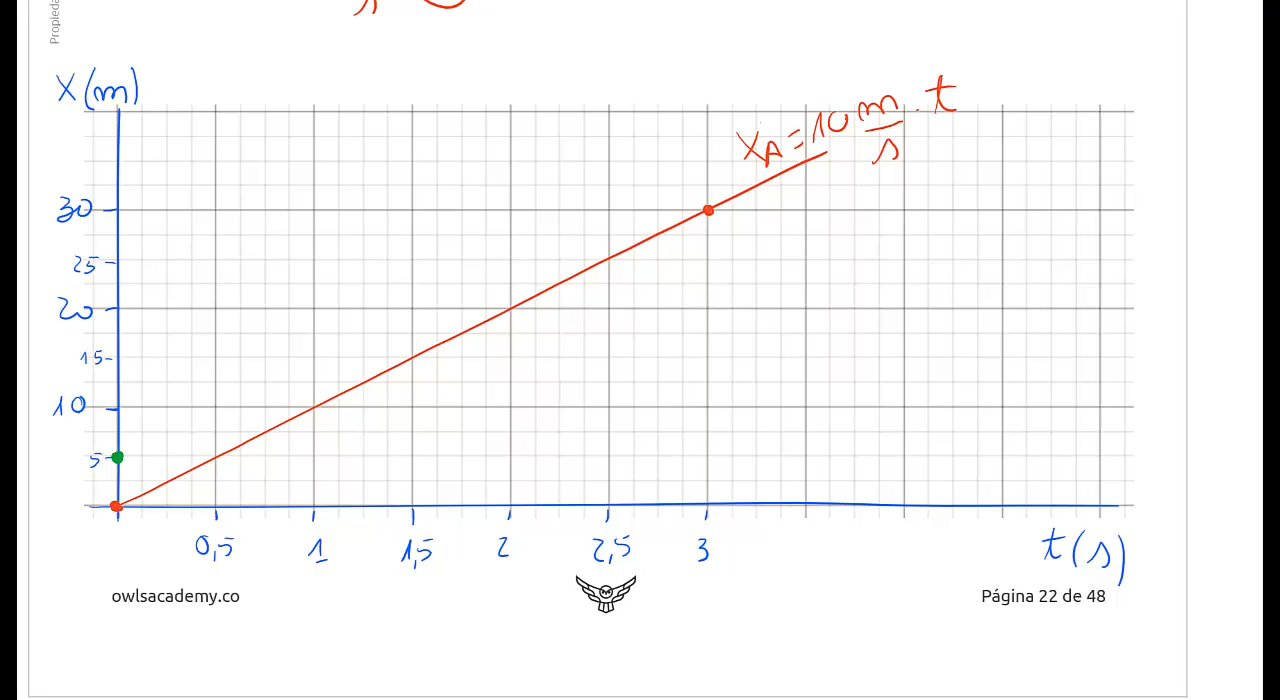 Propieda
X(m)
X_A = 10 m/s . t
30
25
20
15
10
5
0,5 1 1,5 2 2,5 3 t(s)
owlsacademy.co Página 22 de 48